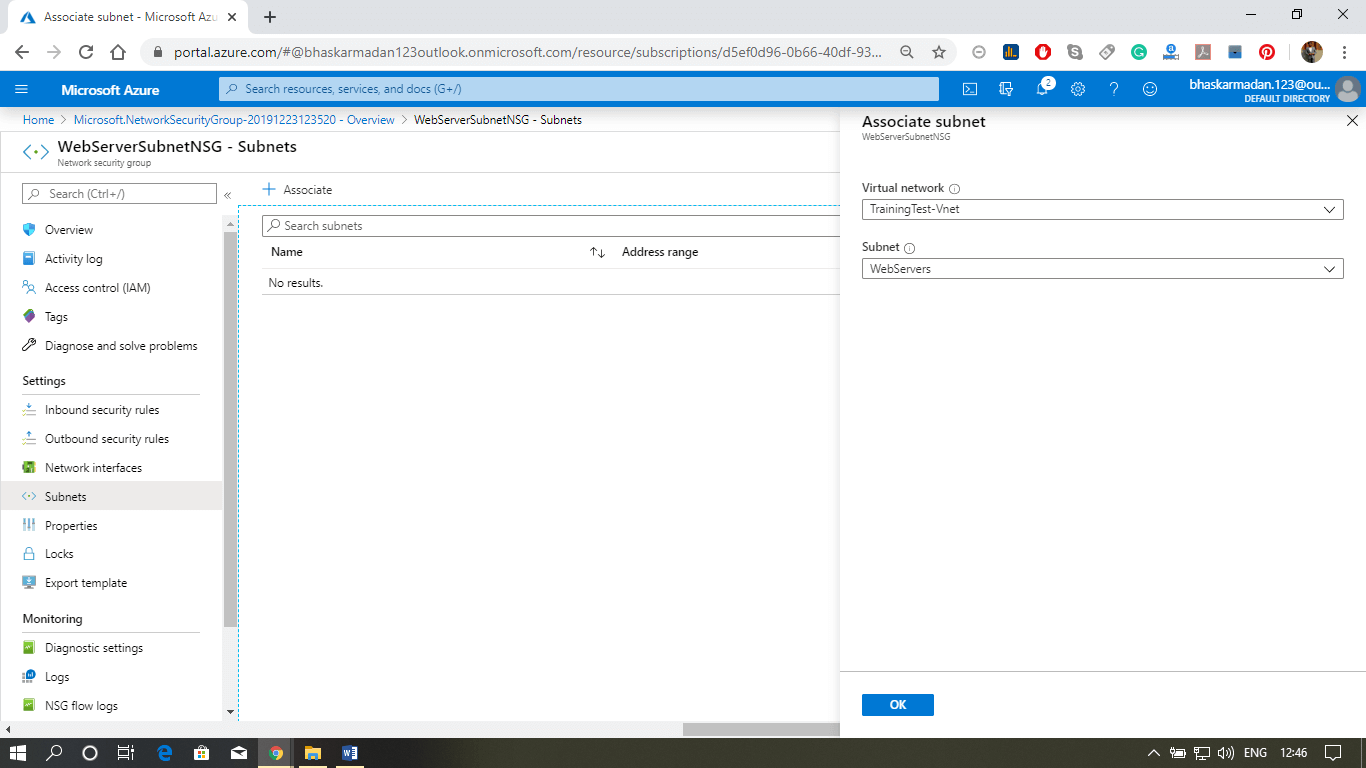 Associate subnet - Microsoft Azu
portal.azure.com/#@bhaskarmadan123outlook.onmicrosoft.com/resource/subscriptions/d5ef0d96-0b66-40df-93...
Microsoft Azure
Search resources, services, and docs (G+/)
2
bhaskarmadan.123@ou...
DEFAULT DIRECTORY
Home > Microsoft.NetworkSecurityGroup-20191223123520 - Overview > WebServerSubnetNSG - Subnets
WebServerSubnetNSG - Subnets
Network security group
Search (Ctrl+/)
Overview
Activity log
Access control (IAM)
Tags
Diagnose and solve problems
Settings
Inbound security rules
Outbound security rules
Network interfaces
Subnets
Properties
Locks
Export template
Monitoring
Diagnostic settings
Logs
NSG flow logs
Associate
Search subnets
Name
Address range
No results.
Associate subnet
WebServerSubnetNSG
Virtual network
TrainingTest-Vnet
Subnet
WebServers
OK
ENG
12:46